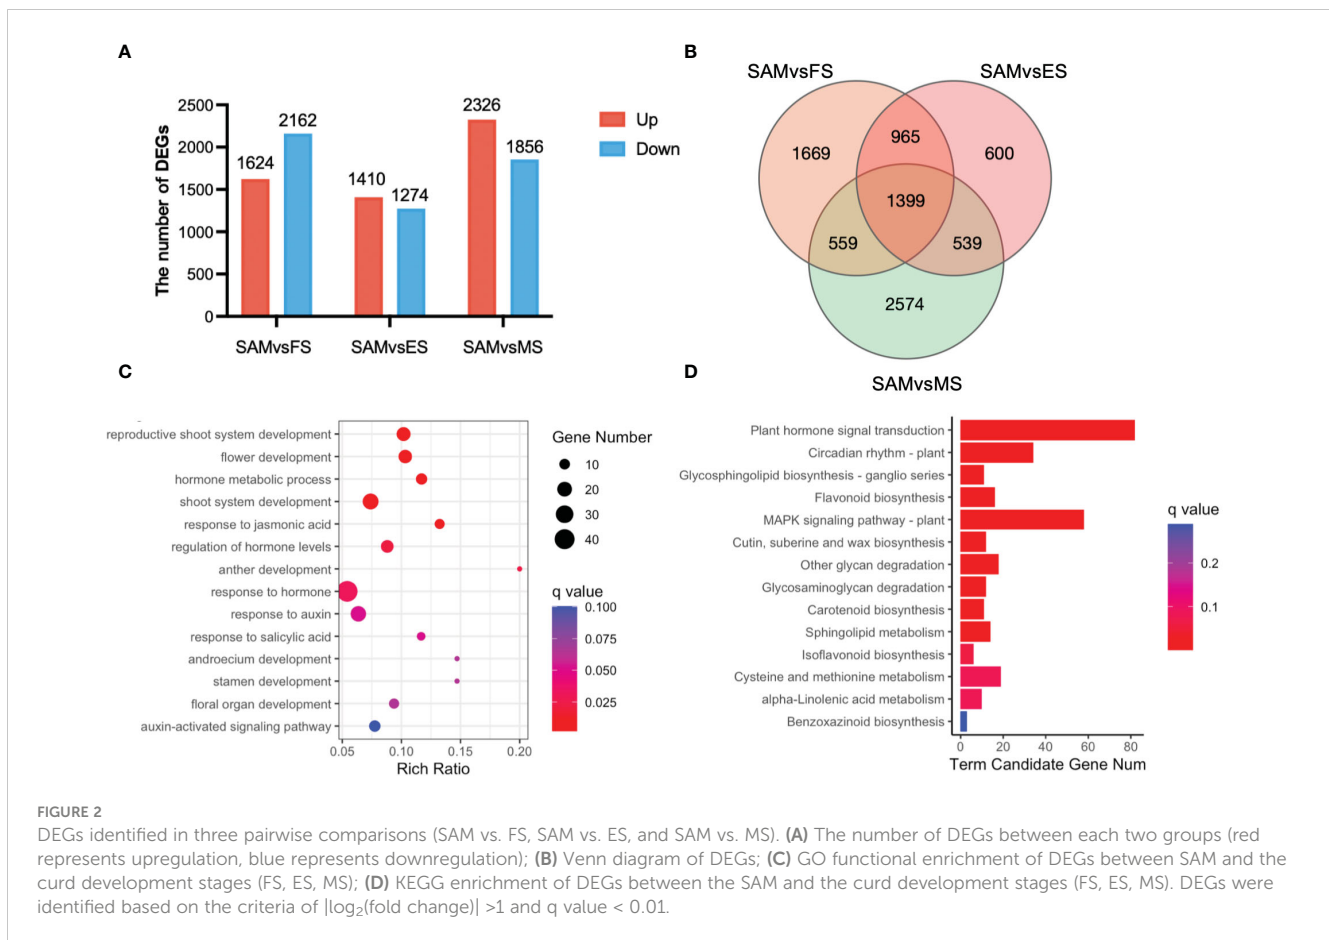 A
2500
2000
1500
1000
500
0
The number of DEGs
1624
2162
1410
1274
2326
1856
Up
Down
SAMvsFS
SAMvsES
SAMvsMS
B
SAMvsFS
SAMvsES
1669
965
600
1399
559
539
2574
SAMvsMS
C
reproductive shoot system development
flower development
hormone metabolic process
shoot system development
response to jasmonic acid
regulation of hormone levels
anther development
response to hormone
response to auxin
response to salicylic acid
androecium development
stamen development
floral organ development
auxin-activated signaling pathway
0.05 0.10 0.15 0.20
Rich Ratio
Gene Number
10
20
30
40
q value
0.100
0.075
0.050
0.025
D
Plant hormone signal transduction
Circadian rhythm - plant
Glycosphingolipid biosynthesis - ganglio series
Flavonoid biosynthesis
MAPK signaling pathway - plant
Cutin, suberine and wax biosynthesis
Other glycan degradation
Glycosaminoglycan degradation
Carotenoid biosynthesis
Sphingolipid metabolism
Isoflavonoid biosynthesis
Cysteine and methionine metabolism
alpha-Linolenic acid metabolism
Benzoxazinoid biosynthesis
0 20 40 60 80
Term Candidate Gene Num
q value
0.2
0.1
FIGURE 2
DEGs identified in three pairwise comparisons (SAM vs. FS, SAM vs. ES, and SAM vs. MS). (A) The number of DEGs between each two groups (red
represents upregulation, blue represents downregulation); (B) Venn diagram of DEGs; (C) GO functional enrichment of DEGs between SAM and the
curd development stages (FS, ES, MS); (D) KEGG enrichment of DEGs between the SAM and the curd development stages (FS, ES, MS). DEGs were
identified based on the criteria of |log₂(fold change)| >1 and q value < 0.01.